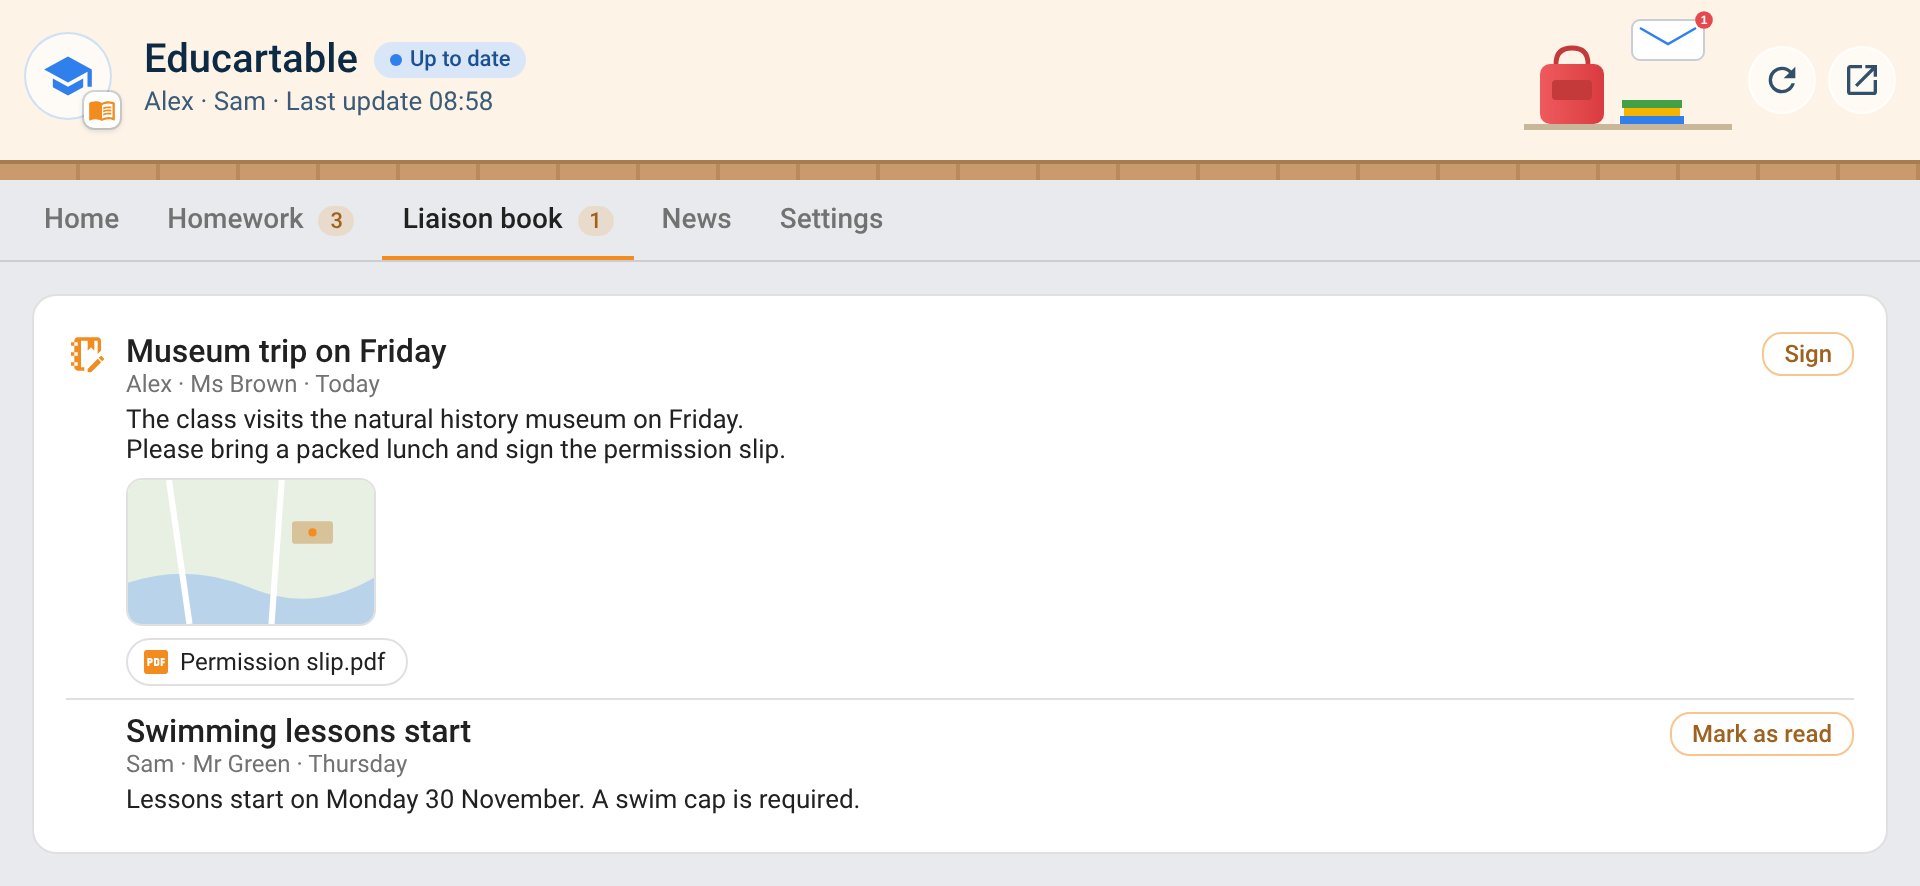 Educartable
Up to date
Alex · Sam · Last update 08:58
1
Home
Homework 3
Liaison book 1
News
Settings
Museum trip on Friday
Sign
Alex · Ms Brown · Today
The class visits the natural history museum on Friday.
Please bring a packed lunch and sign the permission slip.
PDF Permission slip.pdf
Swimming lessons start
Mark as read
Sam · Mr Green · Thursday
Lessons start on Monday 30 November. A swim cap is required.